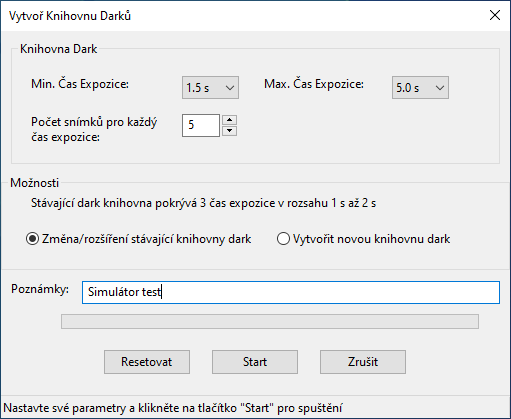 Vytvoř Knihovnu Darků
Knihovna Dark
Min. Čas Expozice: 1.5 s Max. Čas Expozice: 5.0 s
Počet snímků pro každý
čas expozice: 5
Možnosti
Stávající dark knihovna pokrývá 3 čas expozice v rozsahu 1 s až 2 s
Změna/rozšíření stávající knihovny dark Vytvořit novou knihovnu dark
Poznámky: Simulátor test
Resetovat Start Zrušit
Nastavte své parametry a klikněte na tlačítko "Start" pro spuštění